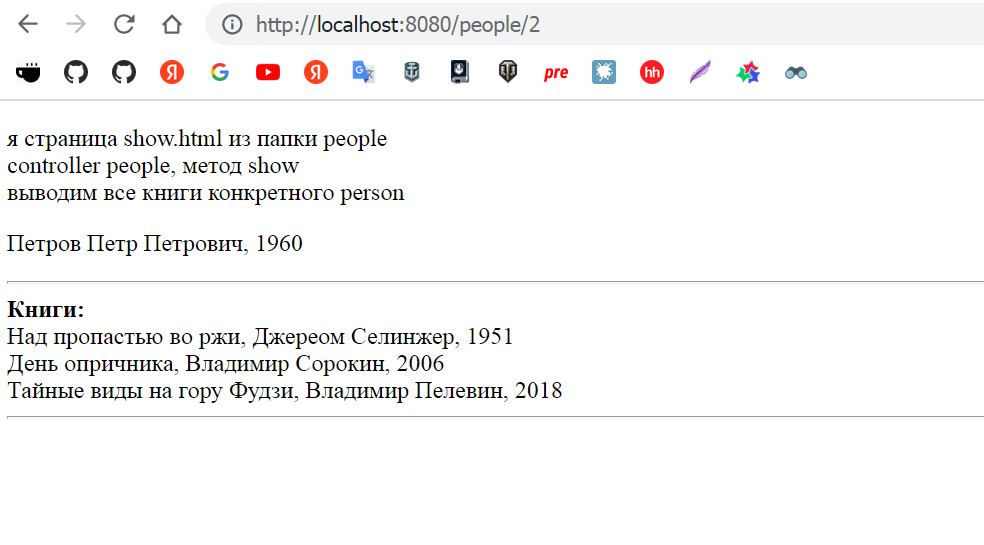 http://localhost:8080/people/2
Я
G
Я
G
pre
hh
я страница show.html из папки people
controller people, метод show
выводим все книги конкретного person
Петров Петр Петрович, 1960
Книги:
Над пропастью во ржи, Джереом Селинжер, 1951
День опричника, Владимир Сорокин, 2006
Тайные виды на гору Фудзи, Владимир Пелевин, 2018